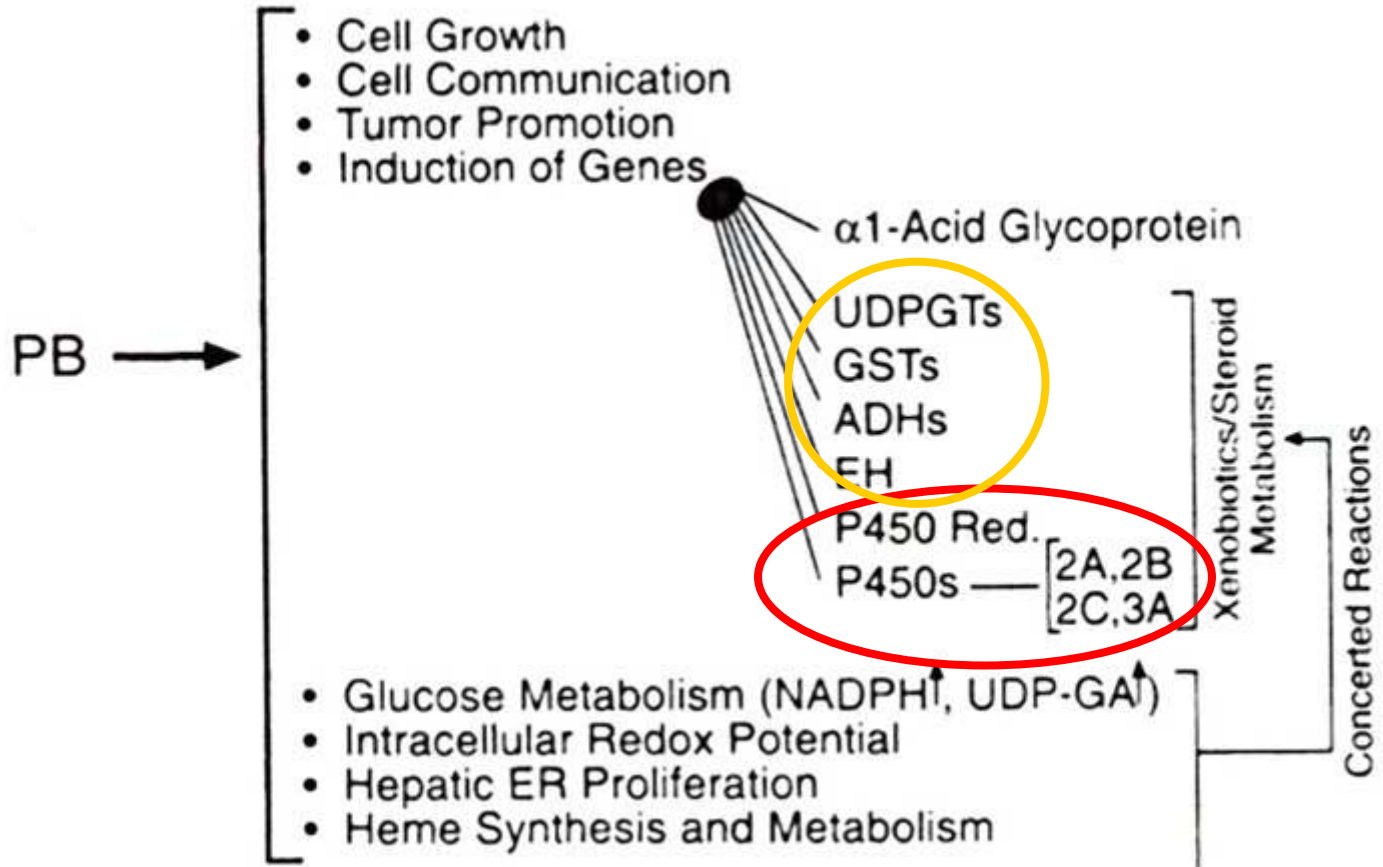 • Cell Growth
• Cell Communication
• Tumor Promotion
• Induction of Genes
α1-Acid Glycoprotein
UDPGTs
GSTs
ADHs
EH
P450 Red.
P450s — [2A,2B
2C,3A]
PB
Xenobiotics/Steroid
Motabolism
Concerted Reactions
• Glucose Metabolism (NADPH↑, UDP-GA↑)
• Intracellular Redox Potential
• Hepatic ER Proliferation
• Heme Synthesis and Metabolism